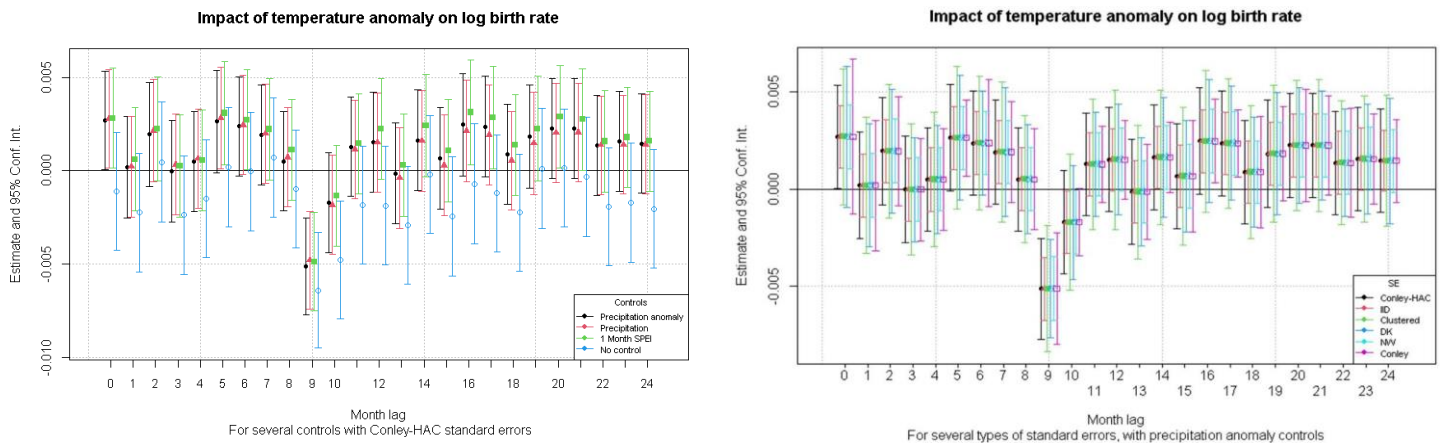 Impact of temperature anomaly on log birth rate
Estimate and 95% Conf. Int.
0.005
0.000
-0.005
-0.010
Controls
Precipitation anomaly
Precipitation
1 Month SPEI
No control
0 1 2 3 4 5 6 7 8 9 10 12 14 16 18 20 22 24
Month lag
For several controls with Conley-HAC standard errors
Impact of temperature anomaly on log birth rate
Estimate and 95% Conf. Int.
0.005
0.000
-0.005
SE
Conley-HAC
IID
Clustered
DK
NW
Conley
0 1 2 3 4 5 6 7 8 9 10 12 14 16 18 20 22 24
11 13 15 17 19 21 23
Month lag
For several types of standard errors, with precipitation anomaly controls